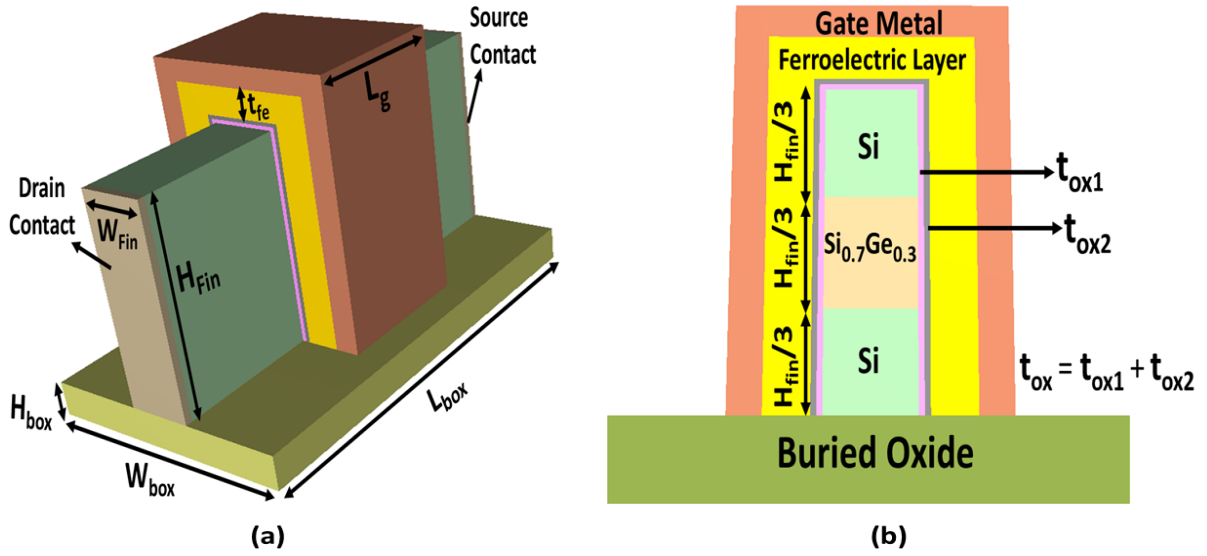 Source
Contact
L_g
t_fe
Drain
Contact
W_Fin
H_Fin
H_box
W_box
L_box
(a)
Gate Metal
Ferroelectric Layer
H_fin/3
Si
t_ox1
H_fin/3
Si_0.7Ge_0.3
t_ox2
H_fin/3
Si
t_ox = t_ox1 + t_ox2
Buried Oxide
(b)